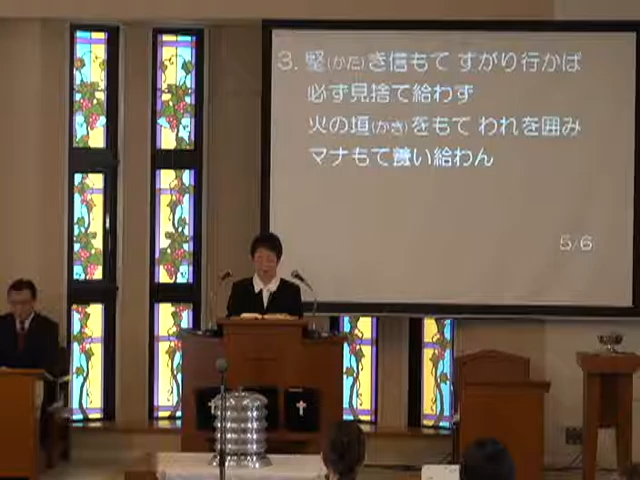 3. 堅(かた)き信もて すがり行かば
必ず見捨て給わず
火の垣(かき)をもて われを囲み
マナもて養い給わん
5/6